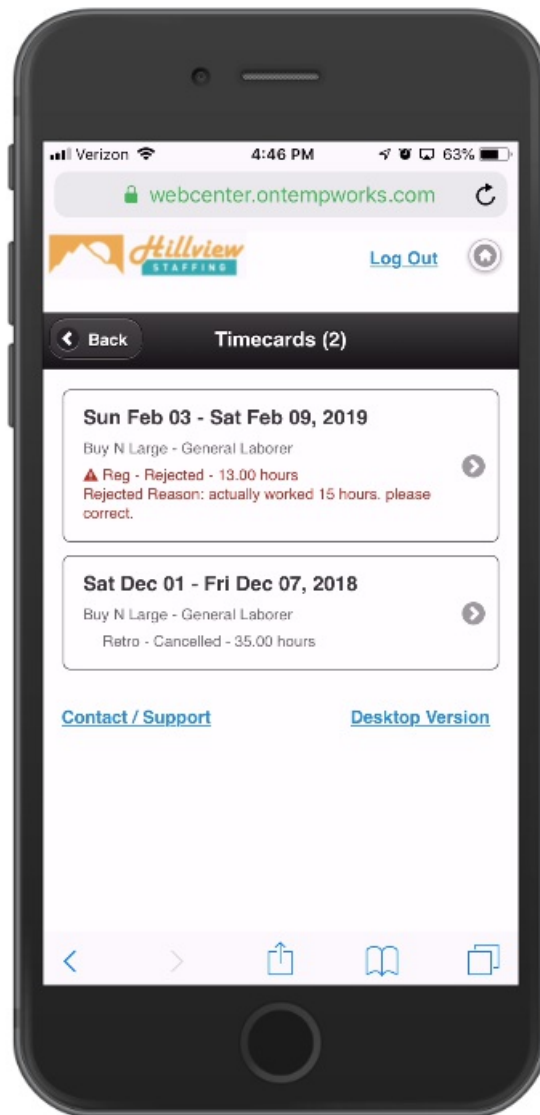 Verizon 4:46 PM 63%
webcenter.ontempworks.com
Hillview
STAFFING
Log Out
Back Timecards (2)
Sun Feb 03 - Sat Feb 09, 2019
Buy N Large - General Laborer
Reg - Rejected - 13.00 hours
Rejected Reason: actually worked 15 hours. please
correct.
Sat Dec 01 - Fri Dec 07, 2018
Buy N Large - General Laborer
Retro - Cancelled - 35.00 hours
Contact / Support Desktop Version